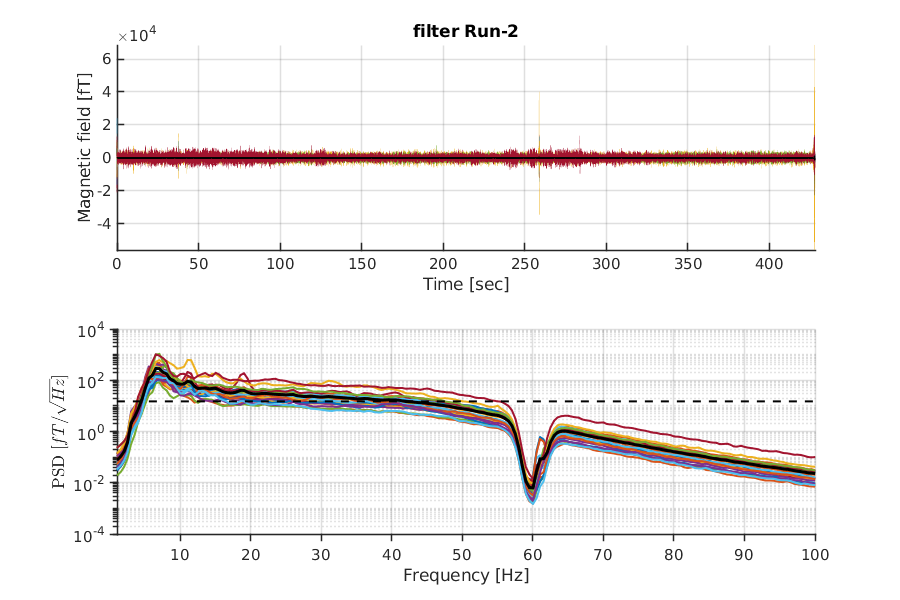 filter Run-2
×10⁴
Magnetic field [fT]
6
4
2
0
-2
-4
0 50 100 150 200 250 300 350 400
Time [sec]
PSD [fT/√Hz]
10⁴
10²
10⁰
10⁻²
10⁻⁴
10 20 30 40 50 60 70 80 90 100
Frequency [Hz]